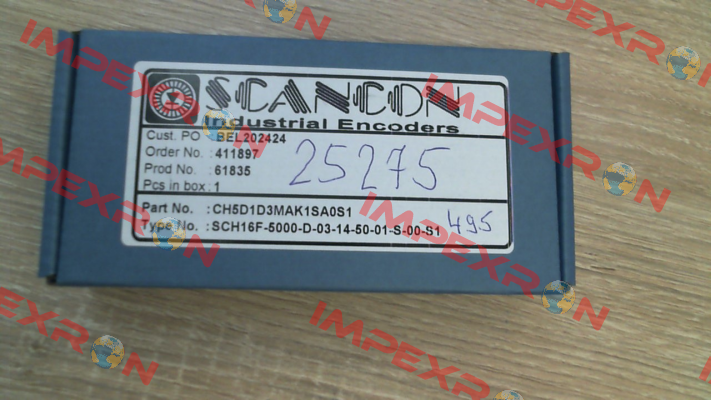 SCANCON
Industrial Encoders
Cust. PO : BEL202424
Order No. : 411897
Prod No. : 61835
Pcs in box : 1
25275
Part No. : CH5D1D3MAK1SA0S1
Type No. : SCH16F-5000-D-03-14-50-01-S-00-S1
495
IMPEXRON
IMPEXRON
IMPEXRON
IMPEXRON
IMPEXRON
IMPEXRON
IMPEXRON